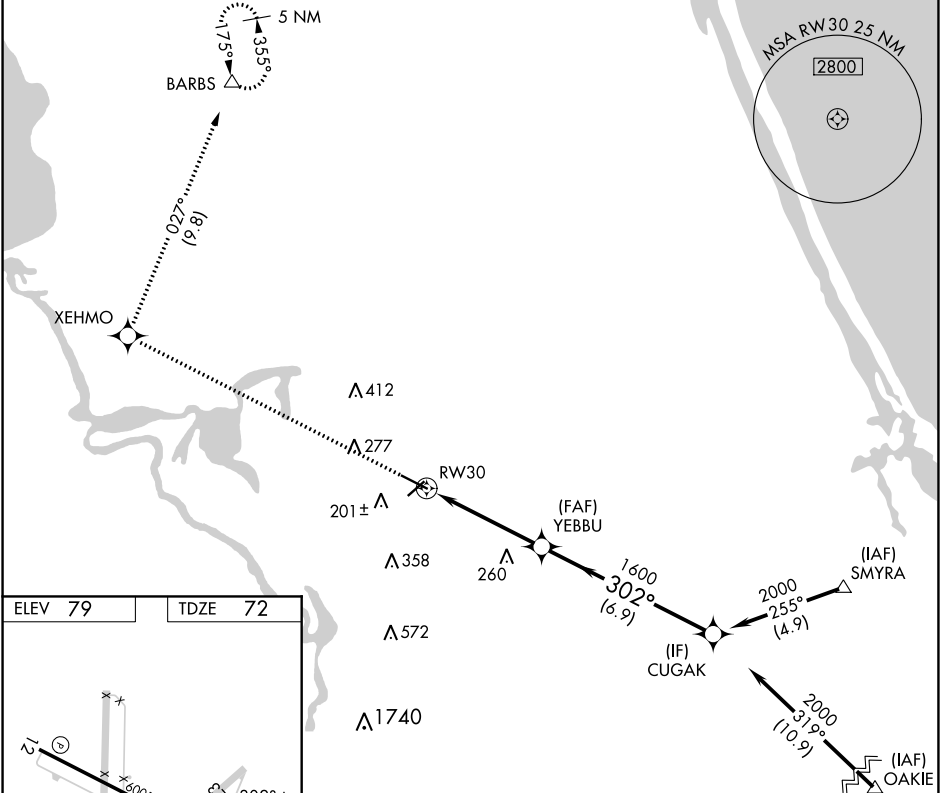 5 NM
175°
355°
BARBS
MSA RW30 25 NM
2800
027°
(9.8)
XEHMO
412
277
RW30
201±
(FAF)
YEBBU
358
260
1600
302°
(6.9)
(IAF)
SMYRA
2000
255°
(4.9)
ELEV 79
TDZE 72
572
(IF)
CUGAK
1740
2000
319°
(10.9)
(IAF)
OAKIE
12
P
X X
X X